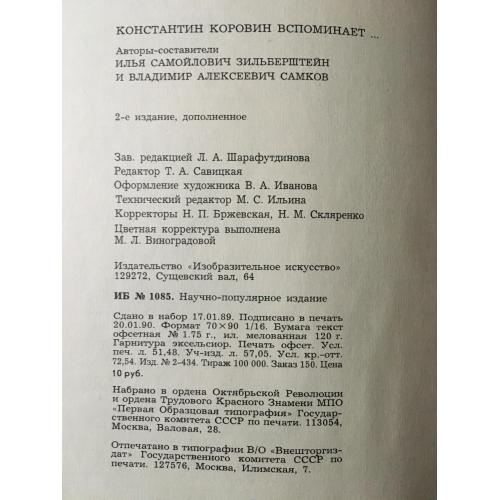 КОНСТАНТИН КОРОВИН ВСПОМИНАЕТ ...
Авторы-составители
ИЛЬЯ САМОЙЛОВИЧ ЗИЛЬБЕРШТЕЙН
И ВЛАДИМИР АЛЕКСЕЕВИЧ САМКОВ
2-е издание, дополненное
Зав. редакцией Л. А. Шарафутдинова
Редактор Т. А. Савицкая
Оформление художника В. А. Иванова
Технический редактор М. С. Ильина
Корректоры Н. П. Бржевская, Н. М. Скляренко
Цветная корректура выполнена
М. Л. Виноградовой
Издательство «Изобразительное искусство»
129272, Сущевский вал, 64
ИБ № 1085. Научно-популярное издание
Сдано в набор 17.01.89. Подписано в печать
20.01.90. Формат 70×90 1/16. Бумага текст
офсетная № 1.75 г., ил. мелованная 120 г.
Гарнитура эксельсиор. Печать офсет. Усл.
печ. л. 51,48. Уч-изд. л. 57,05. Усл. кр.-отт.
72,54. Изд. № 2-434. Тираж 100 000. Заказ 150. Цена
10 руб.
Набрано в ордена Октябрьской Революции
и ордена Трудового Красного Знамени МПО
«Первая Образцовая типография» Государ-
ственного комитета СССР по печати. 113054,
Москва, Валовая, 28.
Отпечатано в типографии В/О «Внешторгиз-
дат» Государственного комитета СССР по
печати. 127576, Москва, Илимская, 7.